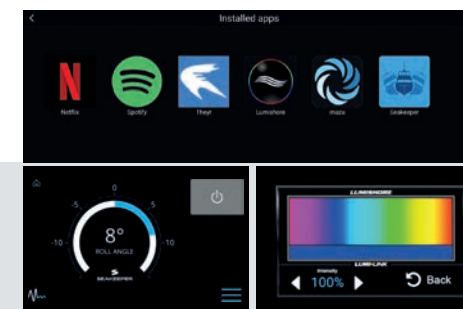 Installed apps
Netflix
Spotify
Theyr
Lumishore
maza
Seakeeper
0
-5
5
-10
10
8°
ROLL ANGLE
SEAKEEPER
LUMISHORE
LUMI-LINK
Intensity
100%
Back